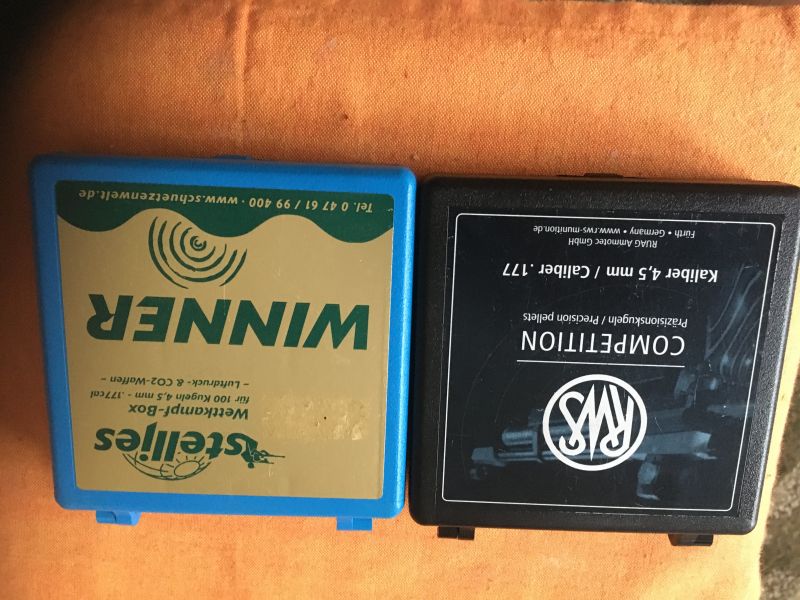 stelljes
Wettkampf-Box
für 100 Kugeln 4,5 mm - .177cal
– Luftdruck- & CO2-Waffen –
WINNER
Tel. 0 47 61 / 99 400 · www.schuetzenwelt.de
RWS
COMPETITION
Präzisionskugeln / Precision pellets
Kaliber 4,5 mm / Caliber .177
RUAG Ammotec GmbH
Fürth • Germany • www.rws-munition.de